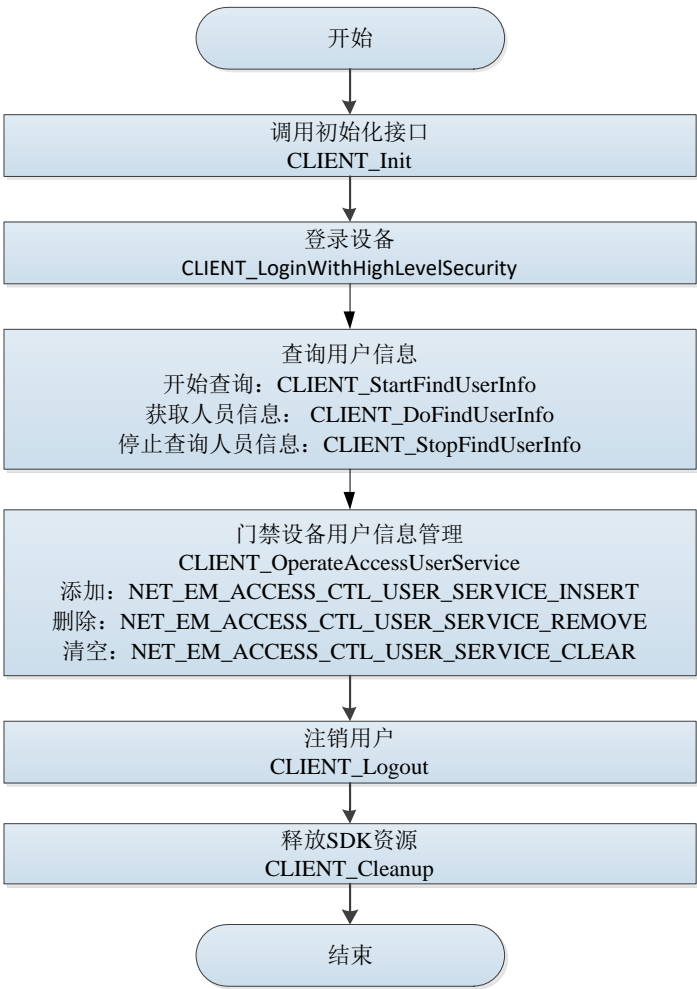 开始
调用初始化接口
CLIENT_Init
登录设备
CLIENT_LoginWithHighLevelSecurity
查询用户信息
开始查询：CLIENT_StartFindUserInfo
获取人员信息： CLIENT_DoFindUserInfo
停止查询人员信息：CLIENT_StopFindUserInfo
门禁设备用户信息管理
CLIENT_OperateAccessUserService
添加：NET_EM_ACCESS_CTL_USER_SERVICE_INSERT
删除：NET_EM_ACCESS_CTL_USER_SERVICE_REMOVE
清空：NET_EM_ACCESS_CTL_USER_SERVICE_CLEAR
注销用户
CLIENT_Logout
释放SDK资源
CLIENT_Cleanup
结束